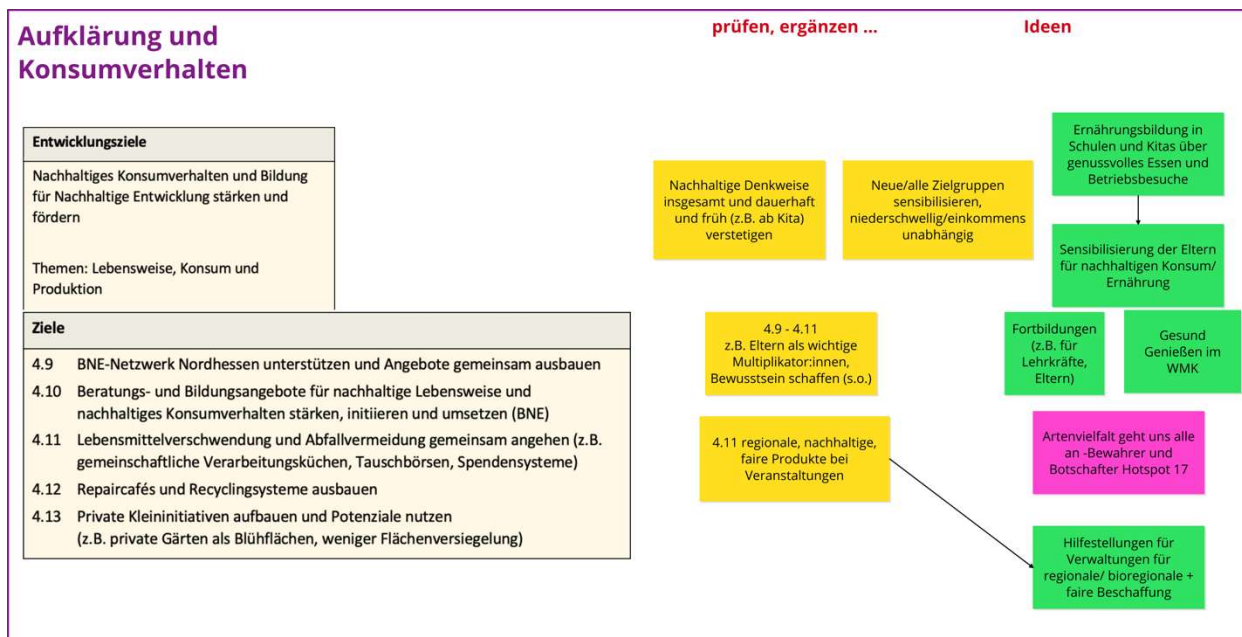 Aufklärung und
Konsumverhalten
prüfen, ergänzen ...
Ideen
Entwicklungsziele
Nachhaltiges Konsumverhalten und Bildung
für Nachhaltige Entwicklung stärken und
fördern
Themen: Lebensweise, Konsum und
Produktion
Ziele
4.9 BNE-Netzwerk Nordhessen unterstützen und Angebote gemeinsam ausbauen
4.10 Beratungs- und Bildungsangebote für nachhaltige Lebensweise und
nachhaltiges Konsumverhalten stärken, initiieren und umsetzen (BNE)
4.11 Lebensmittelverschwendung und Abfallvermeidung gemeinsam angehen (z.B.
gemeinschaftliche Verarbeitungsküchen, Tauschbörsen, Spendensysteme)
4.12 Repaircafés und Recyclingsysteme ausbauen
4.13 Private Kleininitiativen aufbauen und Potenziale nutzen
(z.B. private Gärten als Blühflächen, weniger Flächenversiegelung)
Nachhaltige Denkweise
insgesamt und dauerhaft
und früh (z.B. ab Kita)
verstetigen
Neue/alle Zielgruppen
sensibilisieren,
niederschwellig/einkommens
unabhängig
4.9 - 4.11
z.B. Eltern als wichtige
Multiplikator:innen,
Bewusstsein schaffen (s.o.)
4.11 regionale, nachhaltige,
faire Produkte bei
Veranstaltungen
Ernährungsbildung in
Schulen und Kitas über
genussvolles Essen und
Betriebsbesuche
Sensibilisierung der Eltern
für nachhaltigen Konsum/
Ernährung
Fortbildungen
(z.B. für
Lehrkräfte,
Eltern)
Gesund
Genießen im
WMK
Artenvielfalt geht uns alle
an -Bewahrer und
Botschafter Hotspot 17
Hilfestellungen für
Verwaltungen für
regionale/ bioregionale +
faire Beschaffung